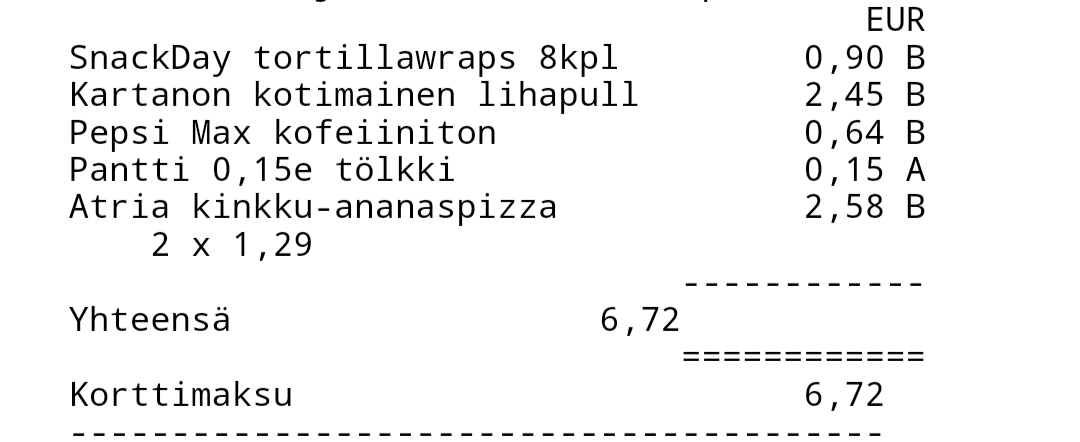 EUR
SnackDay tortillawraps 8kpl 0,90 B
Kartanon kotimainen lihapull 2,45 B
Pepsi Max kofeiiniton 0,64 B
Pantti 0,15e tölkki 0,15 A
Atria kinkku-ananaspizza 2,58 B
2 x 1,29
------------
Yhteensä 6,72
============
Korttimaksu 6,72
----------------------------------------